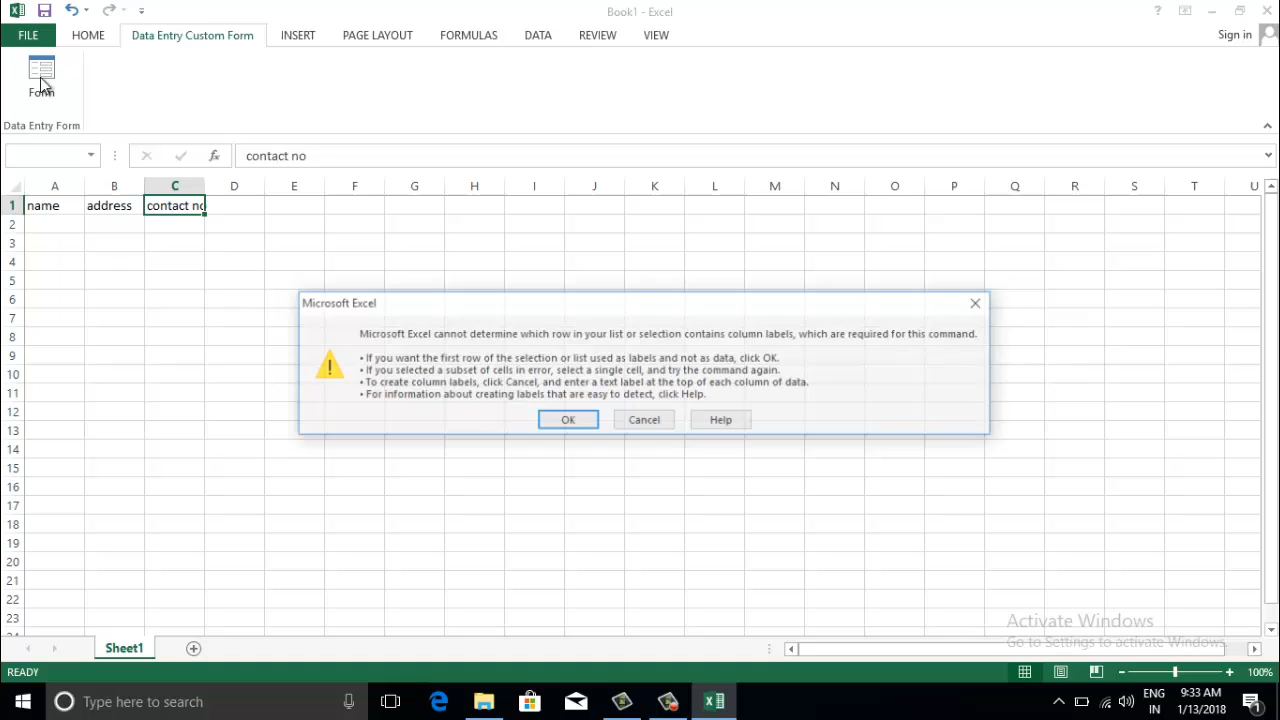 Book1 - Excel
?
FILE HOME Data Entry Custom Form INSERT PAGE LAYOUT FORMULAS DATA REVIEW VIEW Sign in
Form
Data Entry Form
fx contact no
A B C D E F G H I J K L M N O P Q R S T U
1 name address contact no
2
3
4
5
6
Microsoft Excel
7
8
Microsoft Excel cannot determine which row in your list or selection contains column labels, which are required for this command.
9
• If you want the first row of the selection or list used as labels and not as data, click OK.
• If you selected a subset of cells in error, select a single cell, and try the command again.
10
• To create column labels, click Cancel, and enter a text label at the top of each column of data.
11
• For information about creating labels that are easy to detect, click Help.
12
OK Cancel Help
13
14
15
16
17
18
19
20
21
22
23
Activate Windows
Go to Settings to activate Windows.
Sheet1
READY 100%
Type here to search
ENG 9:33 AM
IN 1/13/2018
1